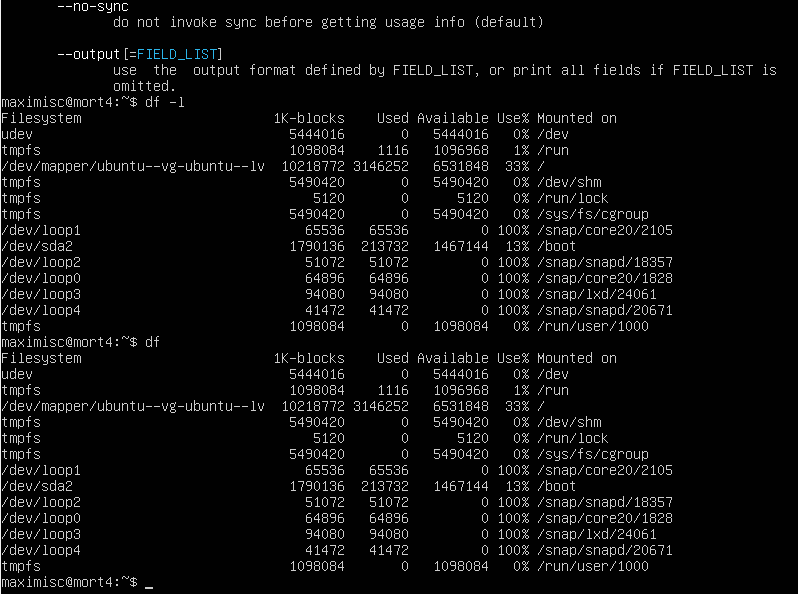 --no-sync
do not invoke sync before getting usage info (default)
--output[=FIELD_LIST]
use  the  output format defined by FIELD_LIST, or print all fields if FIELD_LIST is
omitted.
maximisc@mort4:~$ df -l
Filesystem                        1K-blocks    Used Available Use% Mounted on
udev                                5444016       0   5444016   0% /dev
tmpfs                               1098084    1116   1096968   1% /run
/dev/mapper/ubuntu--vg-ubuntu--lv  10218772 3146252   6531848  33% /
tmpfs                               5490420       0   5490420   0% /dev/shm
tmpfs                                  5120       0      5120   0% /run/lock
tmpfs                               5490420       0   5490420   0% /sys/fs/cgroup
/dev/loop1                            65536   65536         0 100% /snap/core20/2105
/dev/sda2                           1790136  213732   1467144  13% /boot
/dev/loop2                            51072   51072         0 100% /snap/snapd/18357
/dev/loop0                            64896   64896         0 100% /snap/core20/1828
/dev/loop3                            94080   94080         0 100% /snap/lxd/24061
/dev/loop4                            41472   41472         0 100% /snap/snapd/20671
tmpfs                               1098084       0   1098084   0% /run/user/1000
maximisc@mort4:~$ df
Filesystem                        1K-blocks    Used Available Use% Mounted on
udev                                5444016       0   5444016   0% /dev
tmpfs                               1098084    1116   1096968   1% /run
/dev/mapper/ubuntu--vg-ubuntu--lv  10218772 3146252   6531848  33% /
tmpfs                               5490420       0   5490420   0% /dev/shm
tmpfs                                  5120       0      5120   0% /run/lock
tmpfs                               5490420       0   5490420   0% /sys/fs/cgroup
/dev/loop1                            65536   65536         0 100% /snap/core20/2105
/dev/sda2                           1790136  213732   1467144  13% /boot
/dev/loop2                            51072   51072         0 100% /snap/snapd/18357
/dev/loop0                            64896   64896         0 100% /snap/core20/1828
/dev/loop3                            94080   94080         0 100% /snap/lxd/24061
/dev/loop4                            41472   41472         0 100% /snap/snapd/20671
tmpfs                               1098084       0   1098084   0% /run/user/1000
maximisc@mort4:~$ _